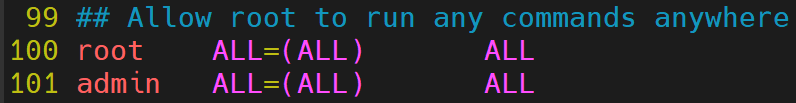 99 ## Allow root to run any commands anywhere
100 root    ALL=(ALL)       ALL
101 admin   ALL=(ALL)       ALL